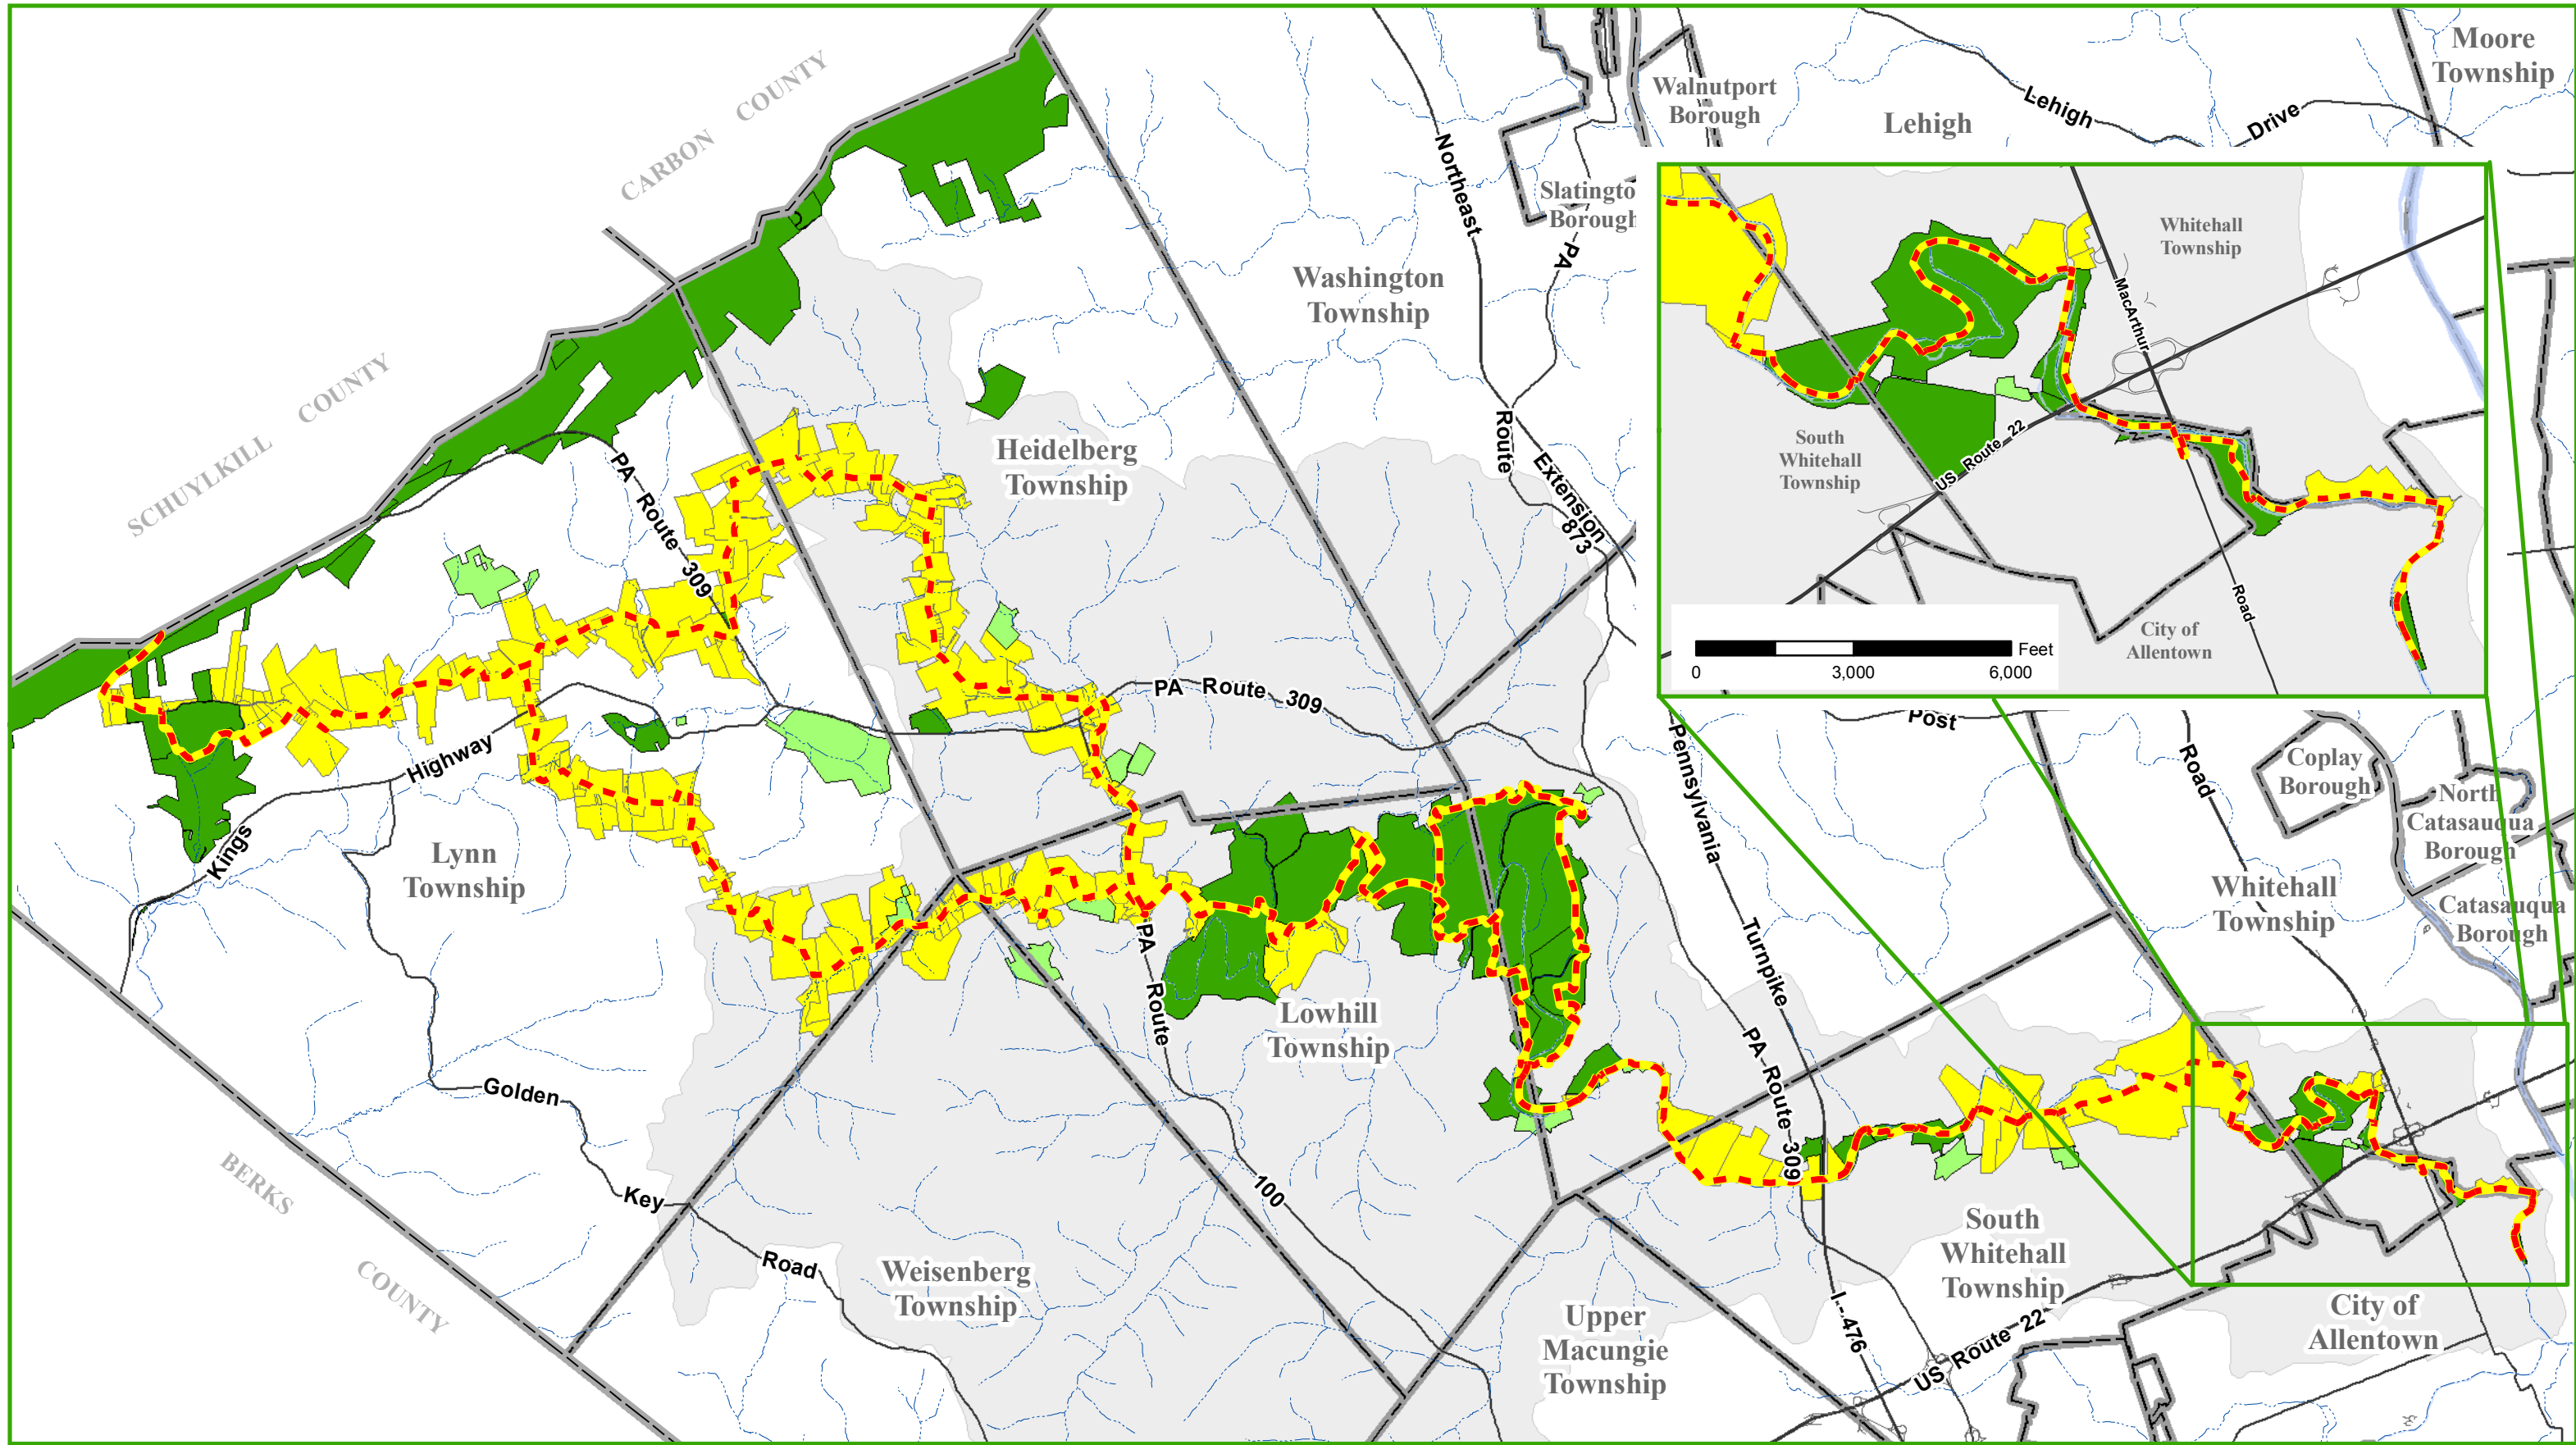 Moore
Township
CARBON COUNTY
Walnutport
Borough
Lehigh
Lehigh Drive
Northeast
Borough
PA
Washington
Township
Route
Extension
873
SCHUYLKILL COUNTY
PA Route 309
Heidelberg
Township
Whitehall
Township
MacArthur
South
Whitehall
Township
US Route 22
Road
City of
Allentown
Feet
0 3,000 6,000
PA Route 309
Post
Pennsylvania
Road
Coplay
Borough
North
Catasauqua
Borough
Highway
Kings
Lynn
Township
Whitehall
Township
Catasauqua
Borough
PA Route
Turnpike
Lowhill
Township
PA Route 309
Golden
Key
Road
100
BERKS
COUNTY
Weisenberg
Township
South
Whitehall
Township
Upper
Macungie
Township
I--476
US Route 22
City of
Allentown